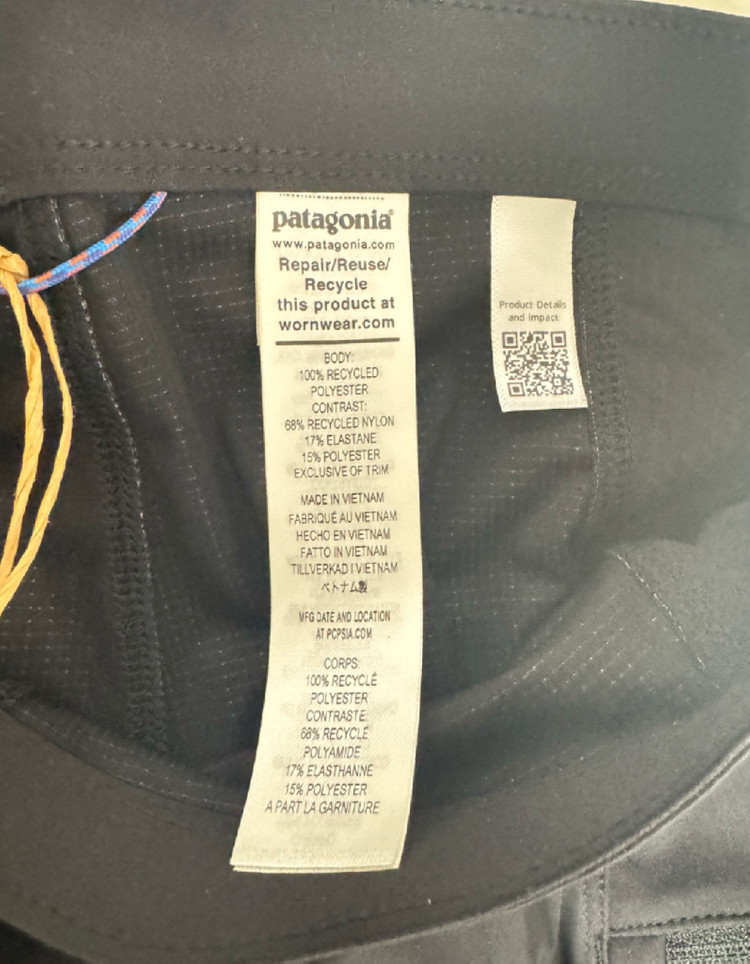 patagonia®
www.patagonia.com
Repair/Reuse/
Recycle
this product at
wornwear.com
BODY:
100% RECYCLED
POLYESTER
CONTRAST:
68% RECYCLED NYLON
17% ELASTANE
15% POLYESTER
EXCLUSIVE OF TRIM
MADE IN VIETNAM
FABRIQUÉ AU VIETNAM
HECHO EN VIETNAM
FATTO IN VIETNAM
TILLVERKAD I VIETNAM
ベトナム製
MFG DATE AND LOCATION
AT PCPSIA.COM
CORPS:
100% RECYCLÉ
POLYESTER
CONTRASTE:
68% RECYCLÉ
POLYAMIDE
17% ELASTHANNE
15% POLYESTER
A PART LA GARNITURE
Product Details
and Impact